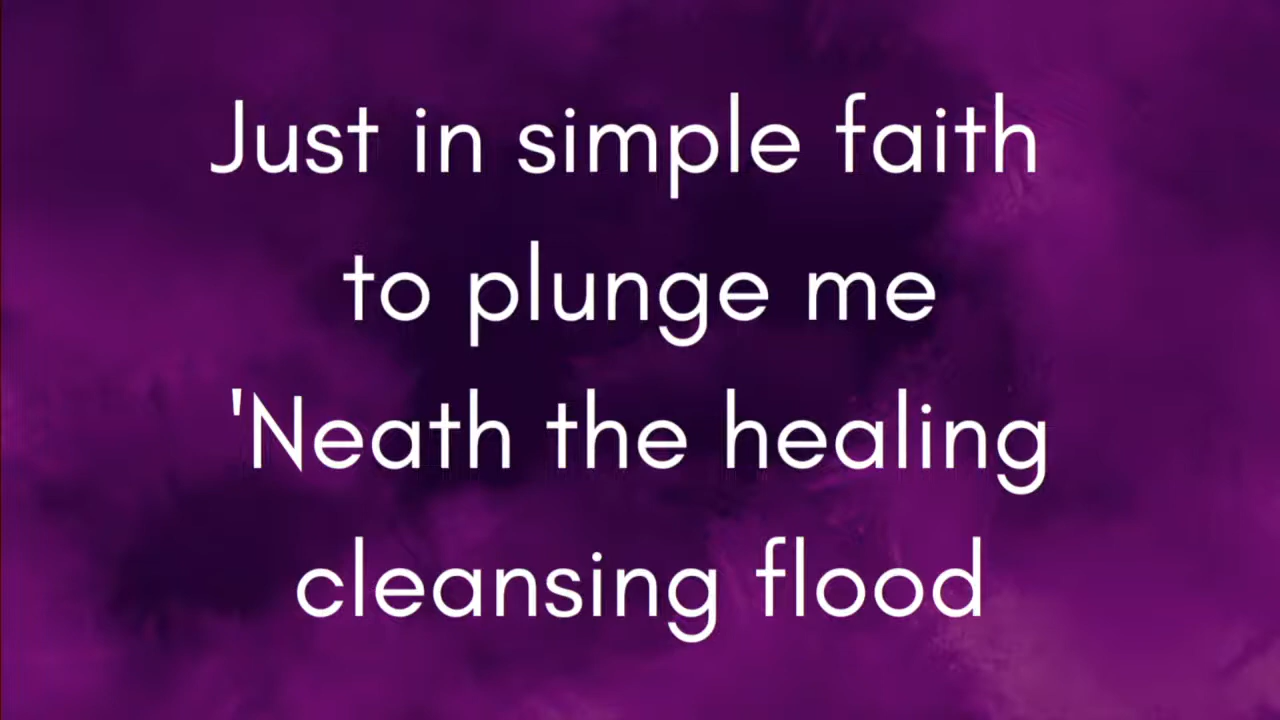 Just in simple faith
to plunge me
'Neath the healing
cleansing flood